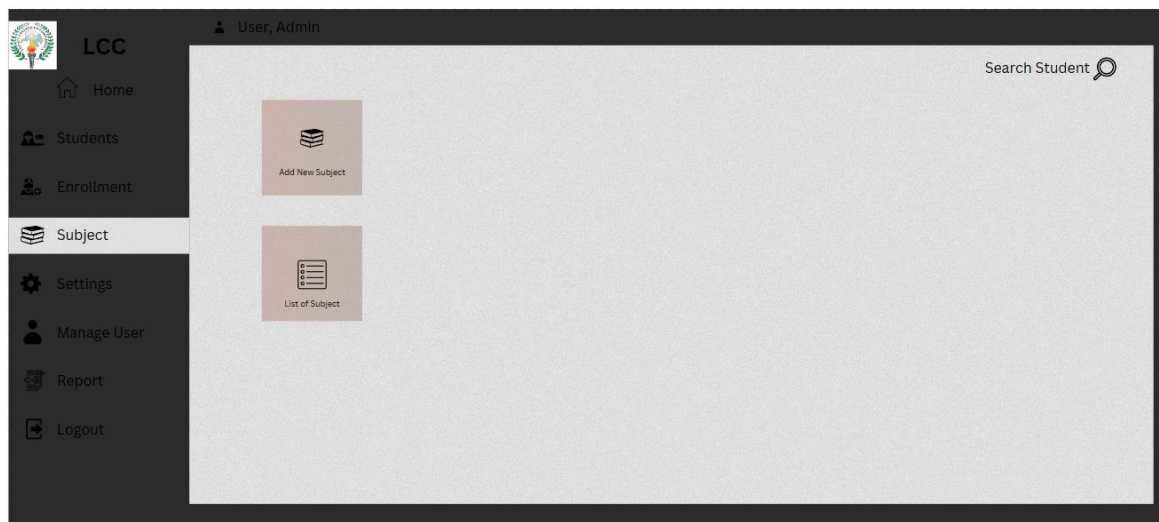 User, Admin
LCC
Search Student
Home
Students
Enrollment
Subject
Settings
Manage User
Report
Logout
Add New Subject
List of Subject